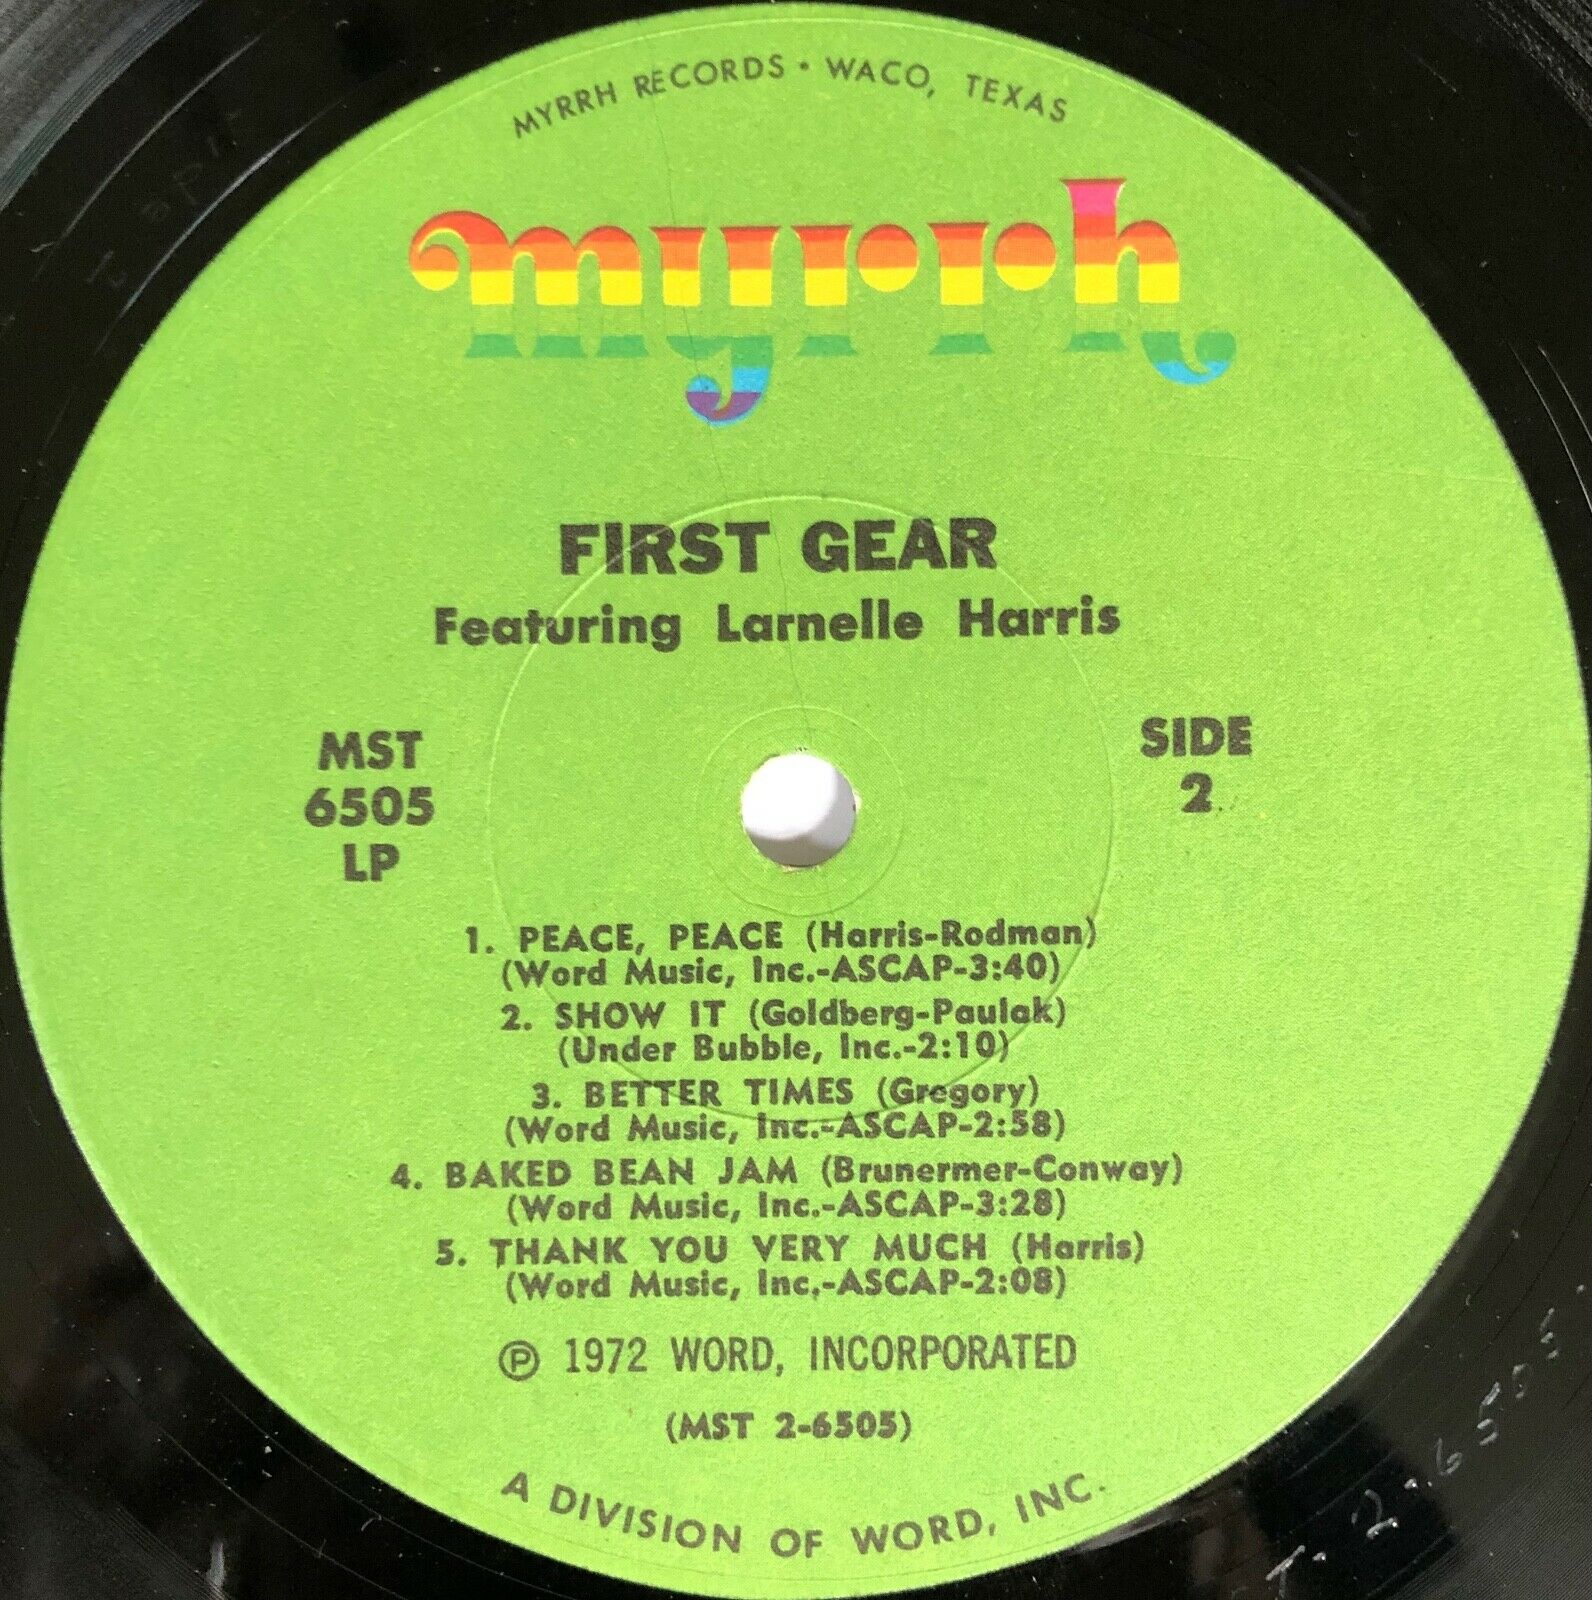 MYRRH RECORDS • WACO, TEXAS
myrrh
FIRST GEAR
Featuring Larnelle Harris
MST
6505
LP
SIDE
2
1. PEACE, PEACE (Harris-Rodman)
(Word Music, Inc.-ASCAP-3:40)
2. SHOW IT (Goldberg-Paulak)
(Under Bubble, Inc.-2:10)
3. BETTER TIMES (Gregory)
(Word Music, Inc.-ASCAP-2:58)
4. BAKED BEAN JAM (Brunermer-Conway)
(Word Music, Inc.-ASCAP-3:28)
5. THANK YOU VERY MUCH (Harris)
(Word Music, Inc.-ASCAP-2:08)
℗ 1972 WORD, INCORPORATED
(MST 2-6505)
A DIVISION OF WORD, INC.